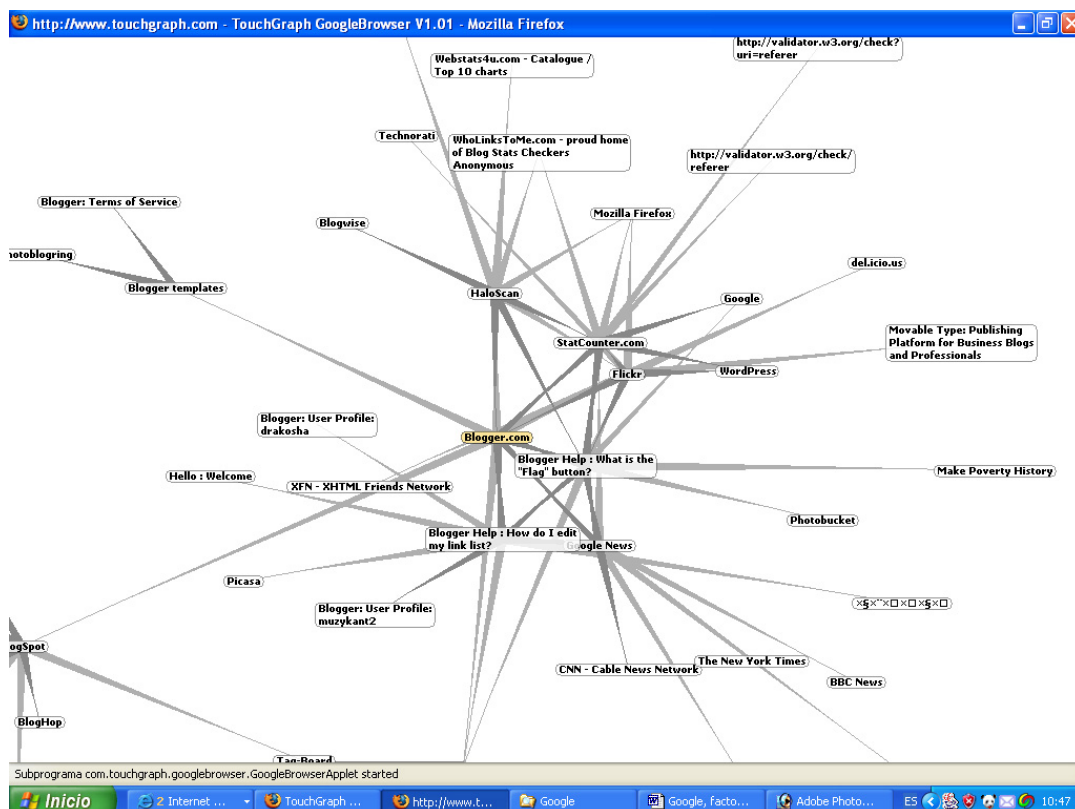 http://www.touchgraph.com - TouchGraph GoogleBrowser V1.01 - Mozilla Firefox
Webstats4u.com - Catalogue /
Top 10 charts
http://validator.w3.org/check?
uri=referer
Technorati
WhoLinksToMe.com - proud home
of Blog Stats Checkers
Anonymous
http://validator.w3.org/check/
referer
Blogger: Terms of Service
Blogwise
Mozilla Firefox
hotoblogring
del.icio.us
Blogger templates
HaloScan
Google
StatCounter.com
Movable Type: Publishing
Platform for Business Blogs
and Professionals
Flickr
WordPress
Blogger: User Profile:
drakosha
Blogger.com
Blogger Help : What is the
"Flag" button?
Make Poverty History
Hello : Welcome
XFN - XHTML Friends Network
Photobucket
Blogger Help : How do I edit
my link list?
Google News
Picasa
Blogger: User Profile:
muzykant2
×§×¨×□×□×§×□
ogSpot
CNN - Cable News Network
The New York Times
BBC News
BlogHop
Tag-Board
Subprograma com.touchgraph.googlebrowser.GoogleBrowserApplet started
Inicio
2 Internet ...
TouchGraph ...
http://www.t...
Google
Google, facto...
Adobe Photo...
ES
10:47